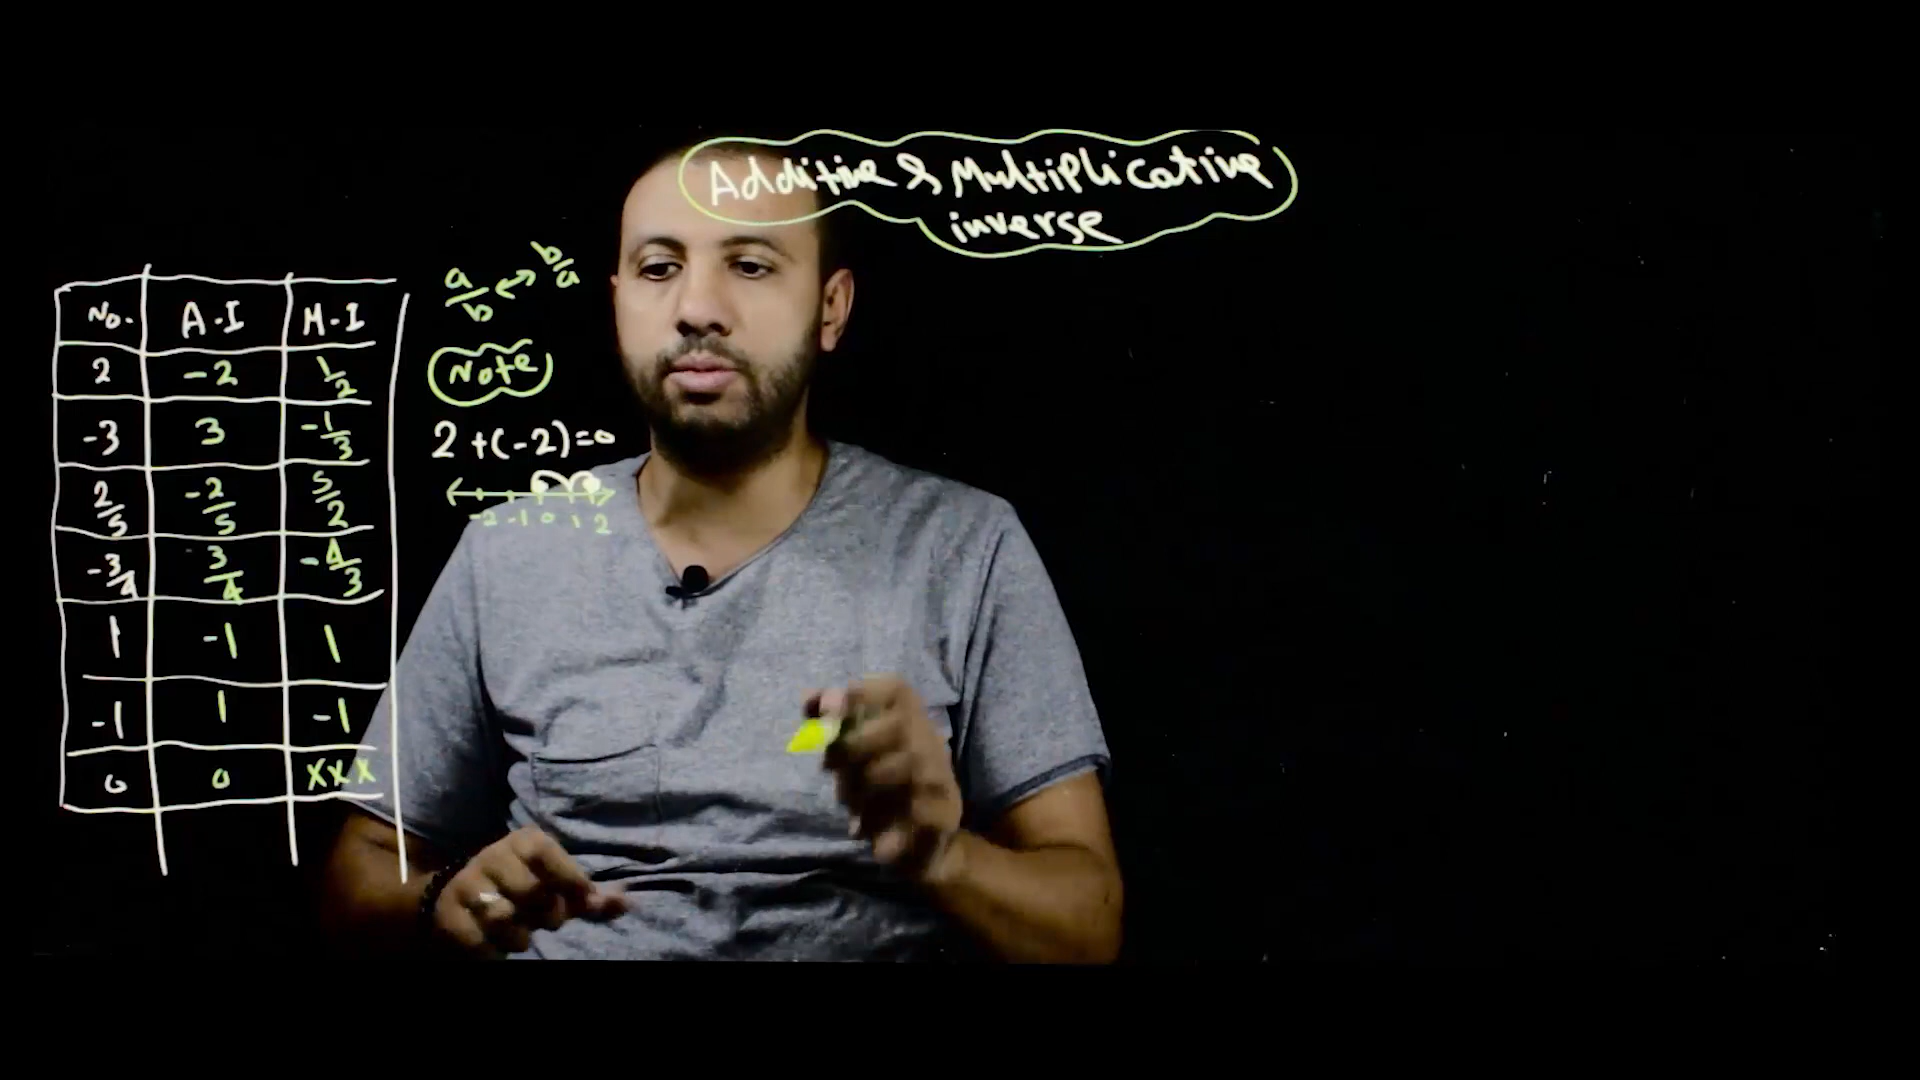 Additive & Multiplicative
inverse
No. A.I M.I
2 -2 1/2
-3 3 -1/3
2/5 -2/5 5/2
-3/4 3/4 -4/3
1 -1 1
-1 1 -1
0 0 XXX
a/b ↔ b/a
Note
2+(-2)=0
-2 -1 0 1 2